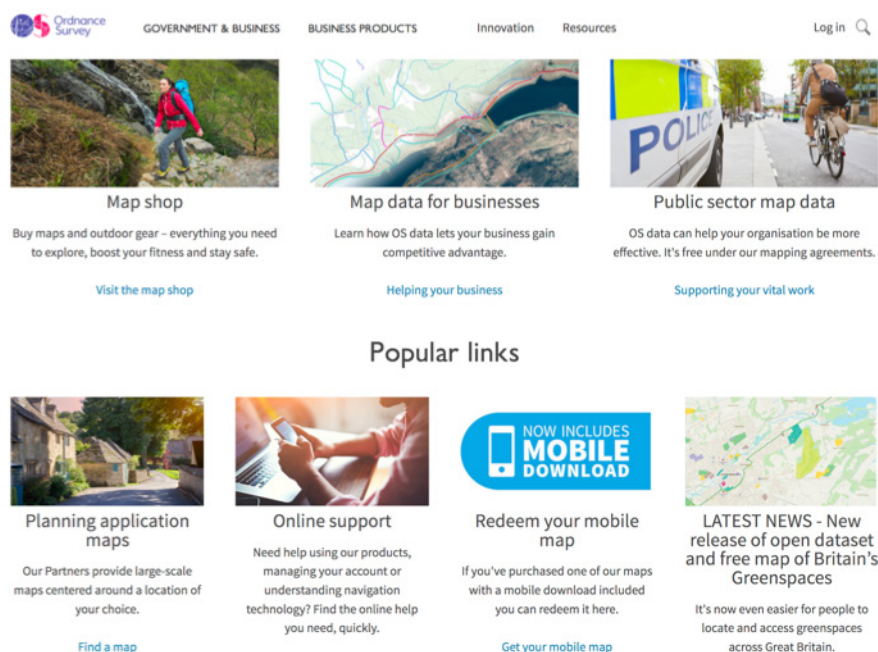 Ordnance
Survey
GOVERNMENT & BUSINESS
BUSINESS PRODUCTS
Innovation
Resources
Log in
POLICE
Map shop
Buy maps and outdoor gear – everything you need
to explore, boost your fitness and stay safe.
Visit the map shop
Map data for businesses
Learn how OS data lets your business gain
competitive advantage.
Helping your business
Public sector map data
OS data can help your organisation be more
effective. It's free under our mapping agreements.
Supporting your vital work
Popular links
Planning application
maps
Our Partners provide large-scale
maps centered around a location of
your choice.
Find a map
Online support
Need help using our products,
managing your account or
understanding navigation
technology? Find the online help
you need, quickly.
NOW INCLUDES
MOBILE
DOWNLOAD
Redeem your mobile
map
If you've purchased one of our maps
with a mobile download included
you can redeem it here.
Get your mobile map
LATEST NEWS - New
release of open dataset
and free map of Britain's
Greenspaces
It's now even easier for people to
locate and access greenspaces
across Great Britain.